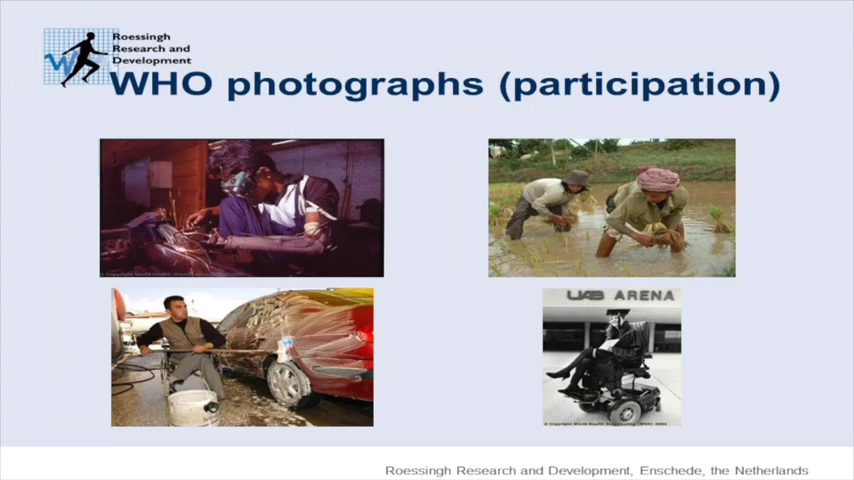 Roessingh
Research and
Development
WHO photographs (participation)
UAB ARENA
Roessingh Research and Development, Enschede, the Netherlands